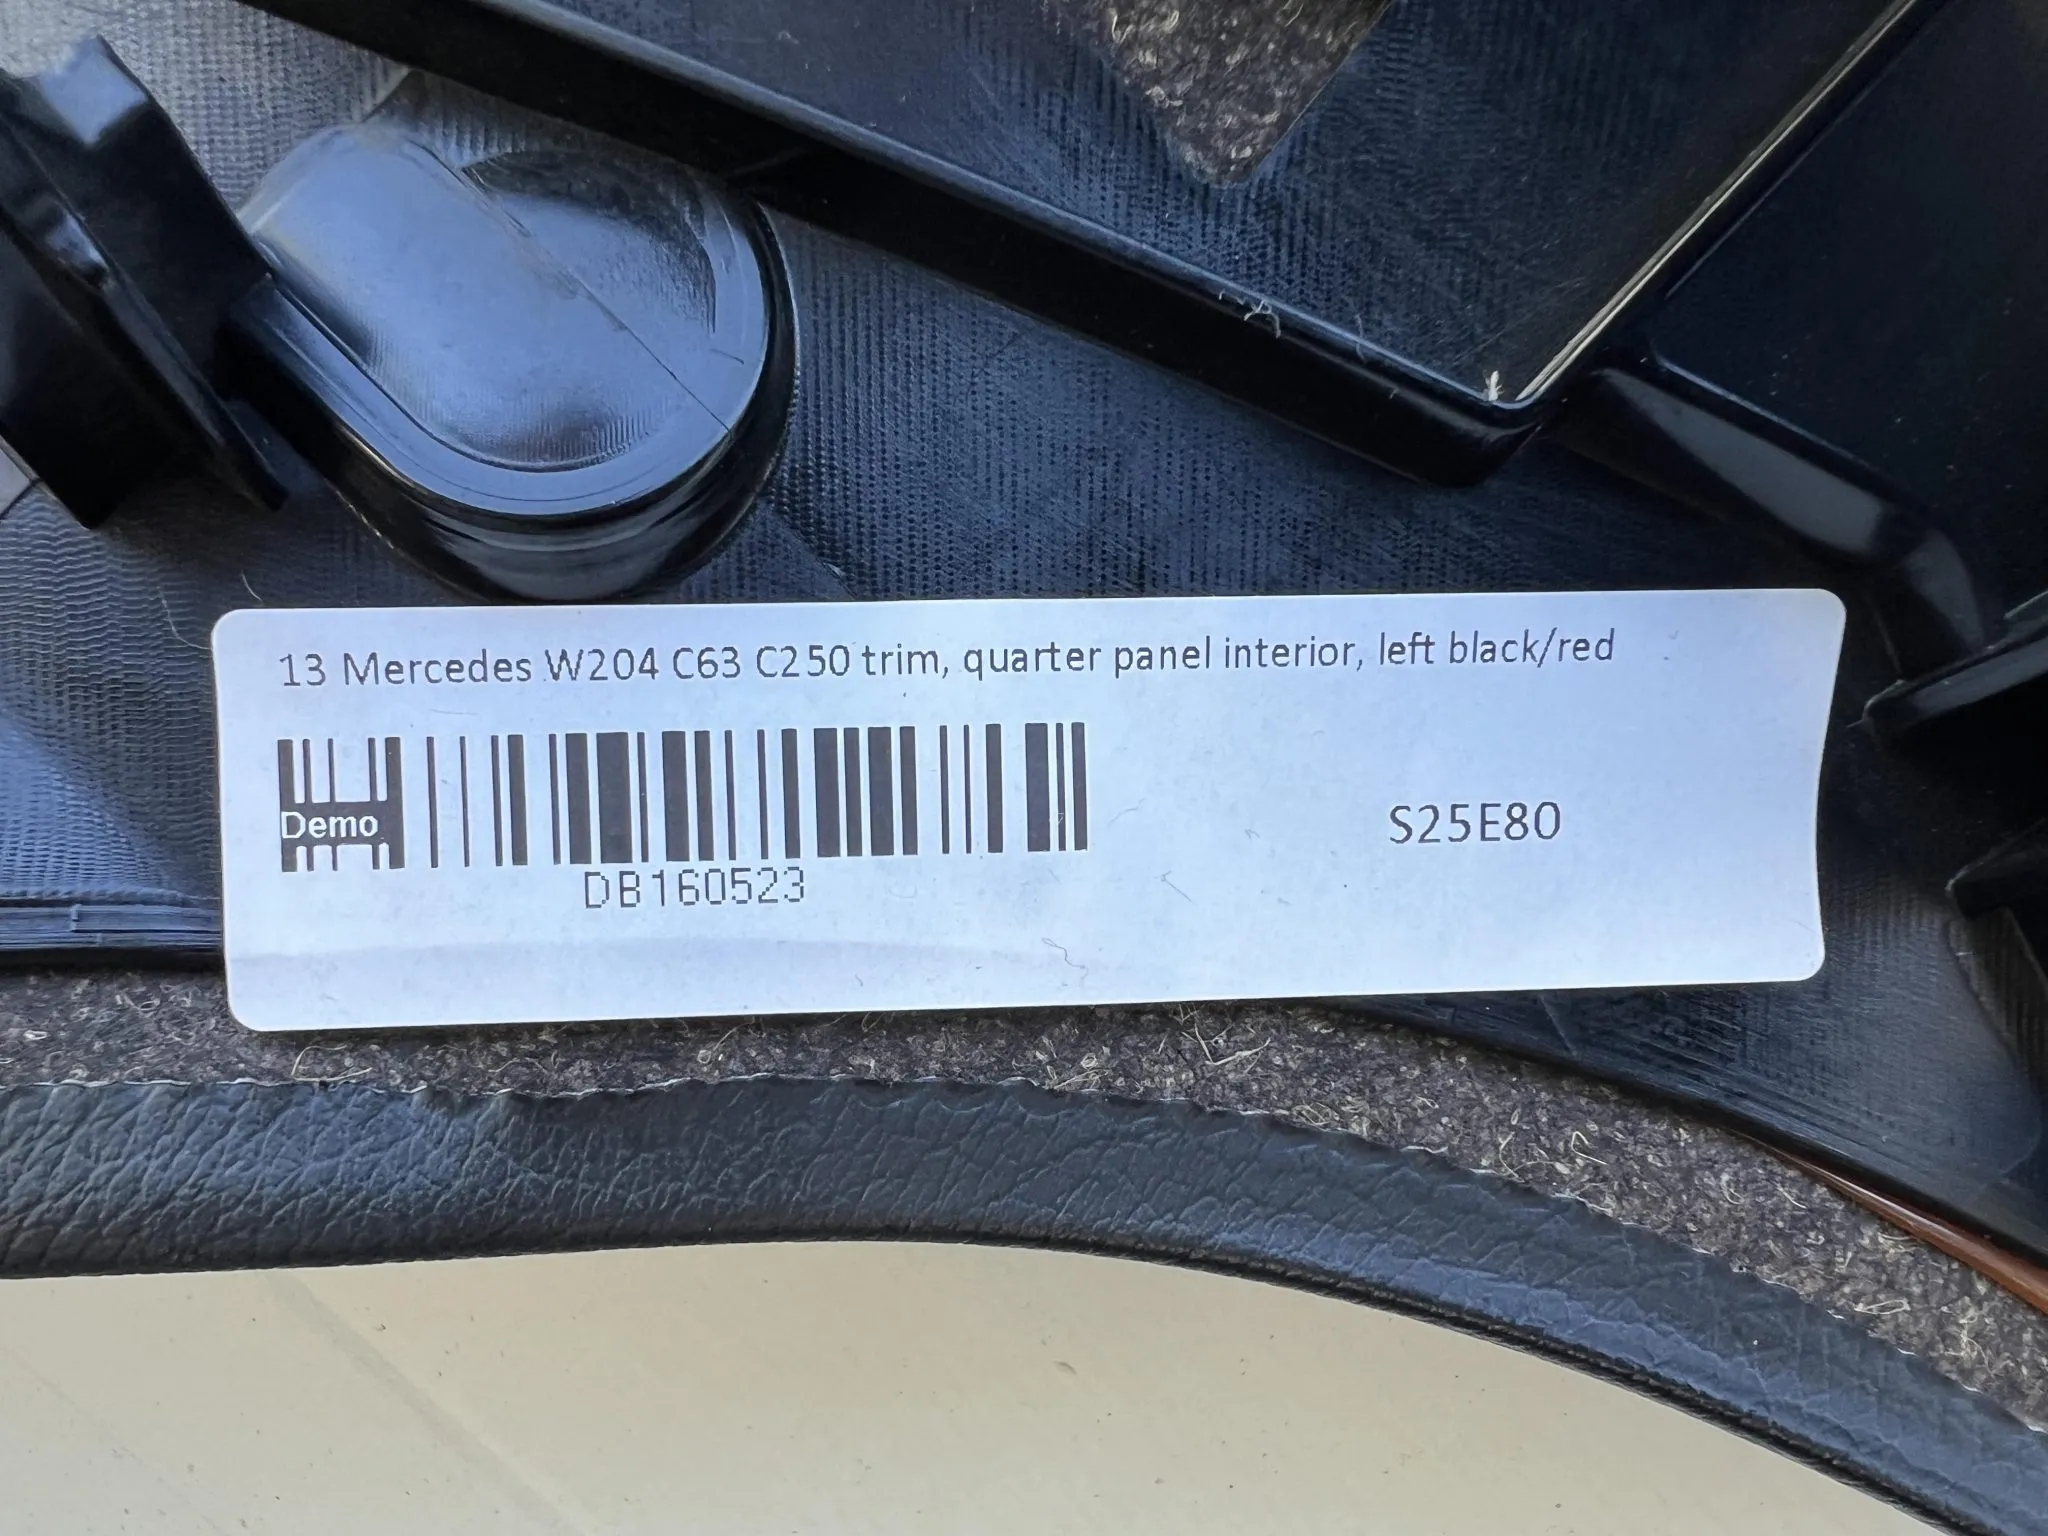 13 Mercedes W204 C63 C250 trim, quarter panel interior, left black/red
Demo
S25E80
DB160523